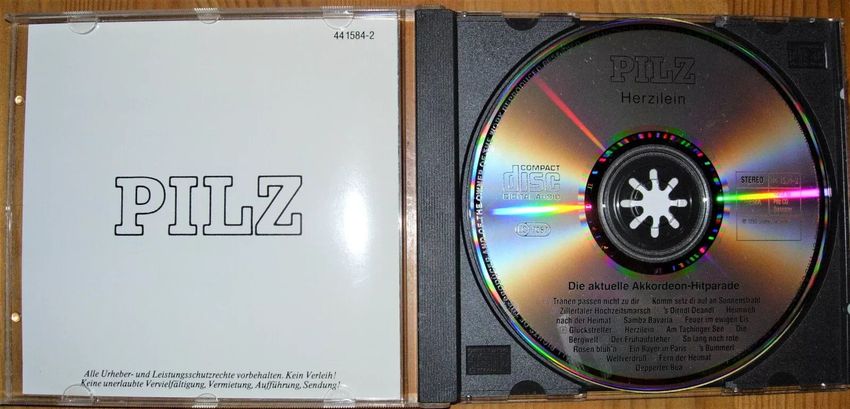 44 1584-2
PILZ
Alle Urheber- und Leistungsschutzrechte vorbehalten. Kein Verleih!
Keine unerlaubte Vervielfältigung, Vermietung, Aufführung, Sendung!
PILZ
Herzilein
COMPACT
disc
DIGITAL AUDIO
STEREO
Die aktuelle Akkordeon-Hitparade
Tränen passen nicht zu dir Komm setz di auf an Sonnenstrahl
Zillertaler Hochzeitsmarsch 's Dirndl Deandl Heimweh
nach der Heimat Samba Bavaria Feuer im ewigen Eis
Glückstreffer Herzilein Am Tachinger See Die
Bergwelt Der Frühaufsteher So lang noch rote
Rosen blüh'n Ein Bayer in Paris 's Bummerl
Weltverdruß Fern der Heimat
Depperter Bua